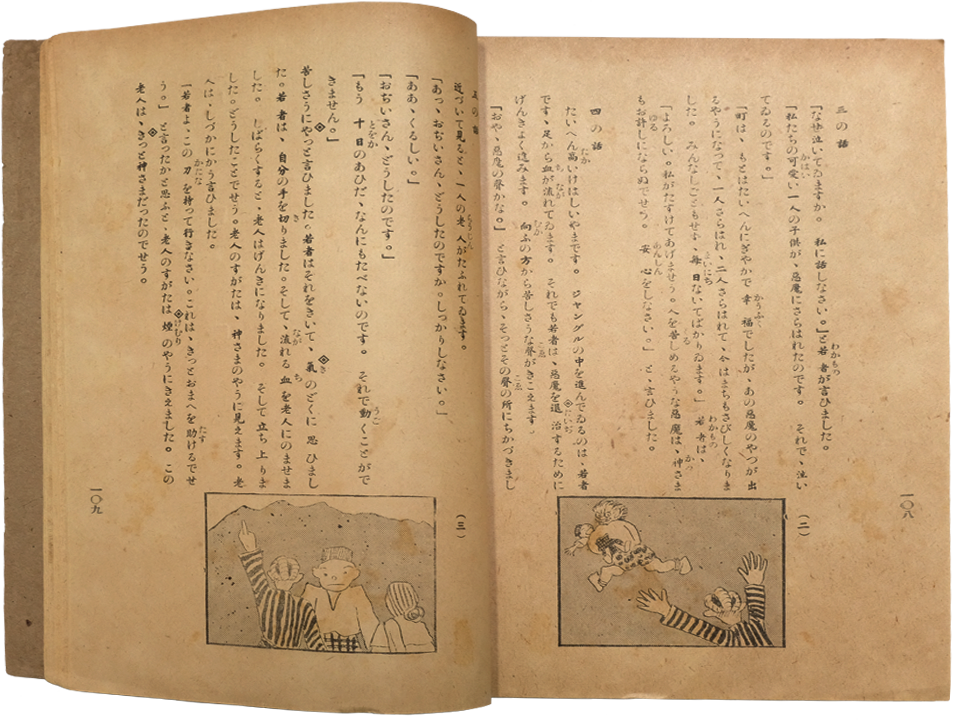 三の話
「なぜ泣いてゐますか。 私に話しなさい。」と若者が言ひました。
「私たちの可愛い一人の子供が、惡魔にさらはれたのです。 それで、泣い
てゐるのです。」
「町は、もとはたいへんにぎやかで幸福でしたが、あの惡魔のやつが出
るやうになつて、一人さらはれ、二人さらはれて、今はまちもさびしくなりま
した。 みんなしごともせず、毎日ないてばかりゐます。」 若者は、
「よろしい。私がたすけてあげませう。人を苦しめるやうな惡魔は、神さま
もお許しにならぬでせう。 安心をしなさい。」 と、言ひました。
四の話
たいへん高いけはしいやまです。 ジャングルの中を進んでゐるのは、若者
です、足から血が流れてゐます。 それでも若者は、惡魔を退治するために
げんきよく進みます。 向ふの方から苦しさうな聲がきこえます。
「おや、惡魔の聲かな。」 と言ひながら、そつとその聲の所にちかづきまし
(二)
一〇八
五の話
近づいて見ると、一人の老人がたふれてゐます。
「あつ、おぢいさん、どうしたのですか。しつかりしなさい。」
「ああ、くるしい。」
「おぢいさん、どうしたのです。」
「もう 十日のあひだ、なんにもたべないのです。 それで動くことがで
きません。」
苦しさうにやつと言ひました。若者はそれをきいて、氣のどくに思ひまし
た。若者は、自分の手を切りました。そして、流れる血を老人にのませま
した。 しばらくすると、老人はげんきになりました。 そして立ち上りま
した。どうしたことでせう。老人のすがたは、神さまのやうに見えます。老
人は、しづかにかう言ひました。
「若者よ、この刀を持つて行きなさい。これは、きつとおまへを助けるでせ
う。」 と言つたかと思ふと、老人のすがたは煙のやうにきえました。 この
老人は、きつと神さまだつたのでせう。
(三)
一〇九